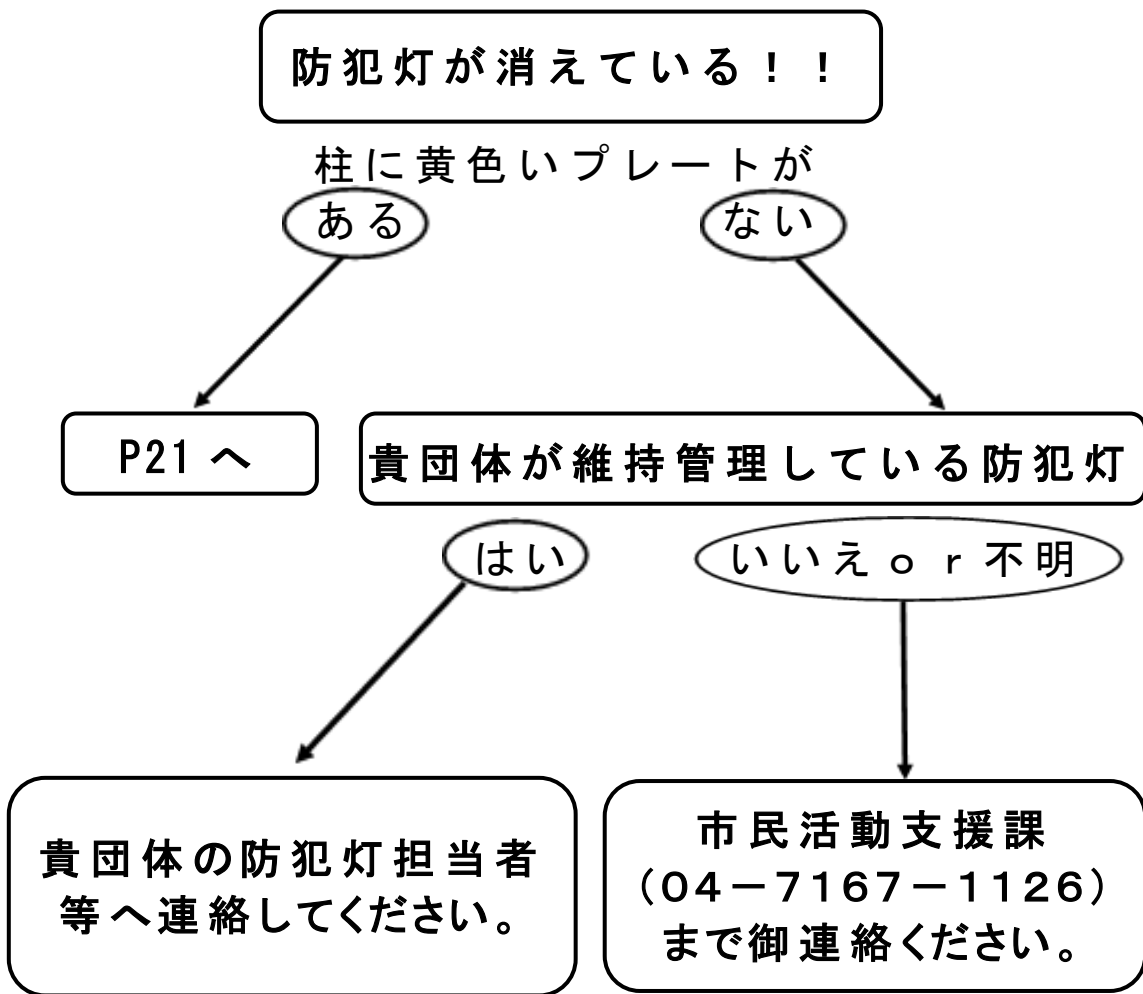 防犯灯が消えている！！
柱に黄色いプレートが
ある
ない
P21 へ
貴団体が維持管理している防犯灯
はい
いいえｏｒ不明
貴団体の防犯灯担当者
等へ連絡してください。
市民活動支援課
（０４－７１６７－１１２６）
まで御連絡ください。